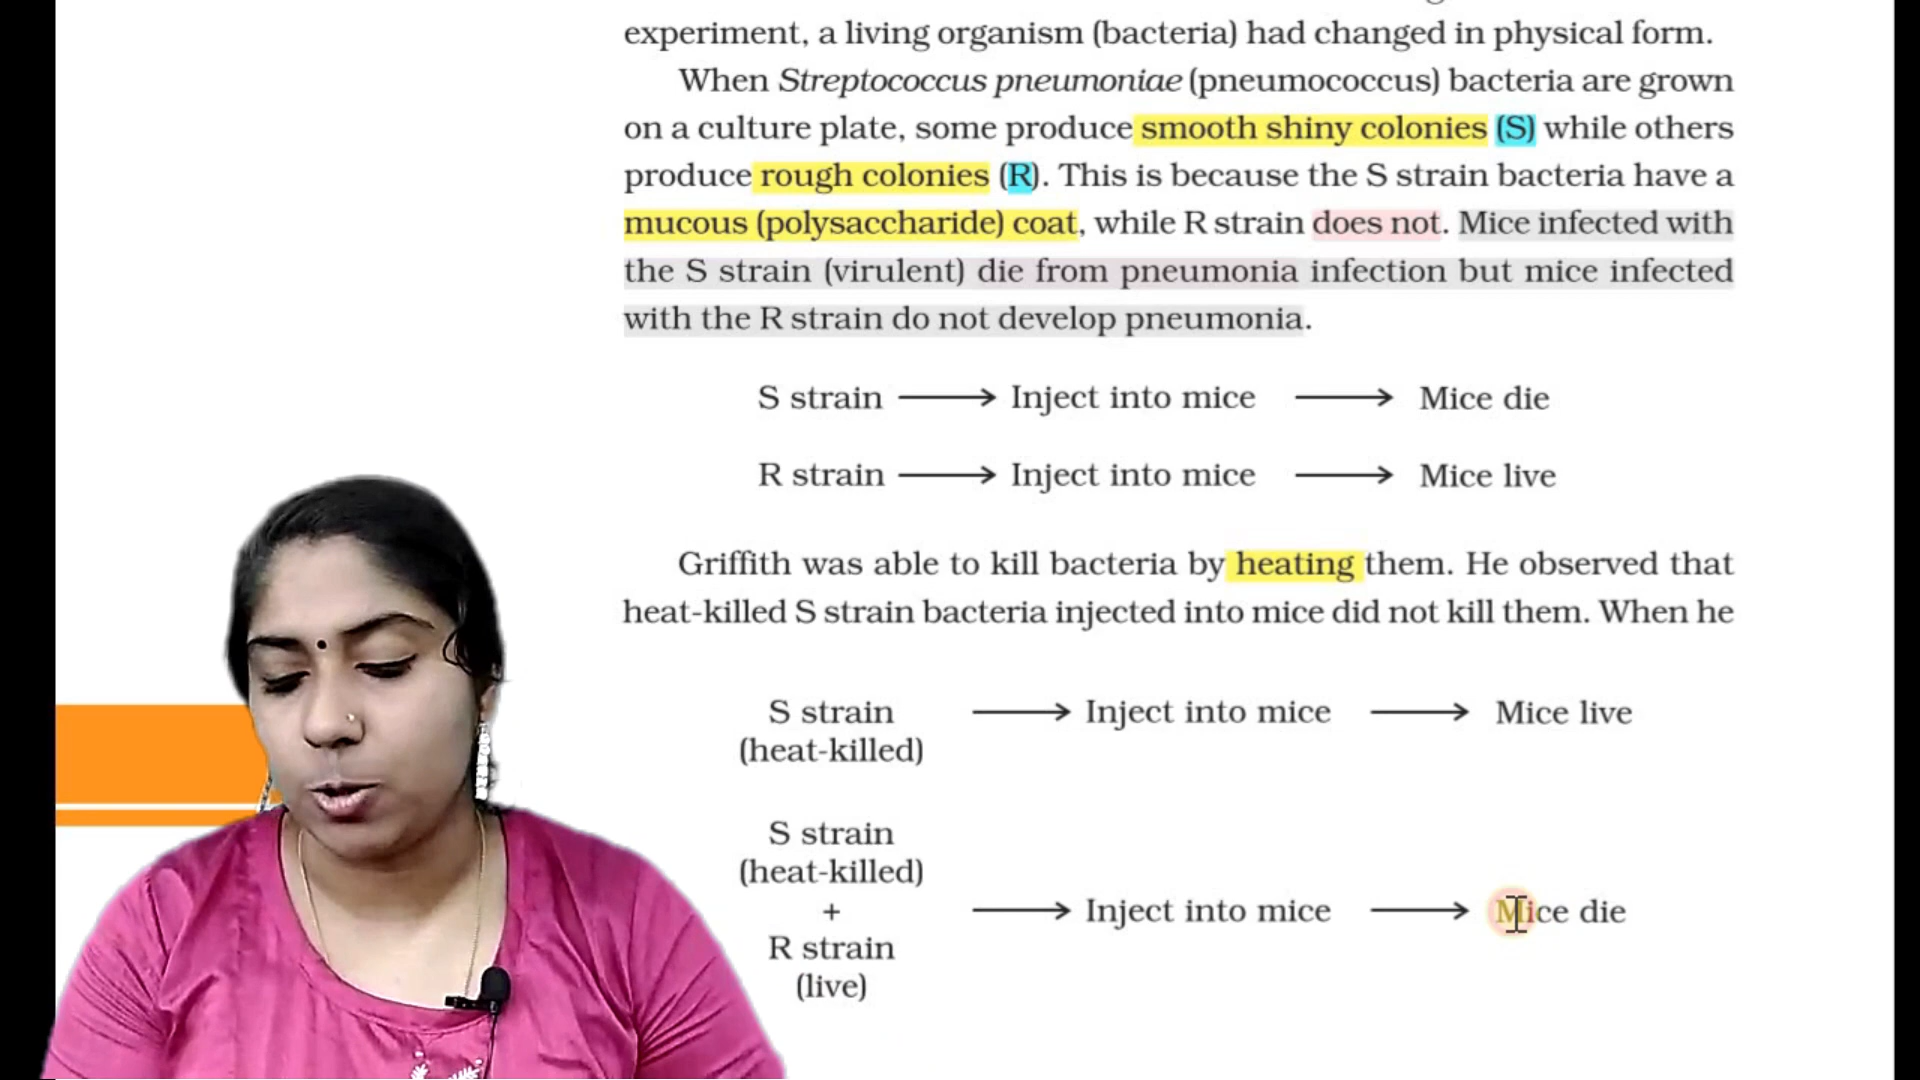 experiment, a living organism (bacteria) had changed in physical form.
When Streptococcus pneumoniae (pneumococcus) bacteria are grown
on a culture plate, some produce smooth shiny colonies (S) while others
produce rough colonies (R). This is because the S strain bacteria have a
mucous (polysaccharide) coat, while R strain does not. Mice infected with
the S strain (virulent) die from pneumonia infection but mice infected
with the R strain do not develop pneumonia.
S strain ⟶ Inject into mice ⟶ Mice die
R strain ⟶ Inject into mice ⟶ Mice live
Griffith was able to kill bacteria by heating them. He observed that
heat-killed S strain bacteria injected into mice did not kill them. When he
S strain ⟶ Inject into mice ⟶ Mice live
(heat-killed)
S strain
(heat-killed)
+ ⟶ Inject into mice ⟶ Mice die
R strain
(live)